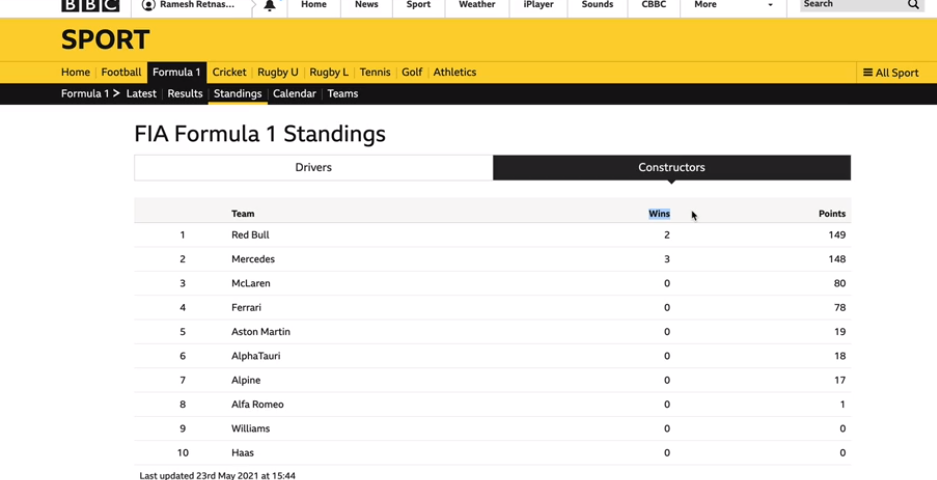 BBC Ramesh Retnas... Home News Sport Weather iPlayer Sounds CBBC More Search
SPORT
Home Football Formula 1 Cricket Rugby U Rugby L Tennis Golf Athletics All Sport
Formula 1 > Latest Results Standings Calendar Teams
FIA Formula 1 Standings
Drivers Constructors
Team Wins Points
1 Red Bull 2 149
2 Mercedes 3 148
3 McLaren 0 80
4 Ferrari 0 78
5 Aston Martin 0 19
6 AlphaTauri 0 18
7 Alpine 0 17
8 Alfa Romeo 0 1
9 Williams 0 0
10 Haas 0 0
Last updated 23rd May 2021 at 15:44